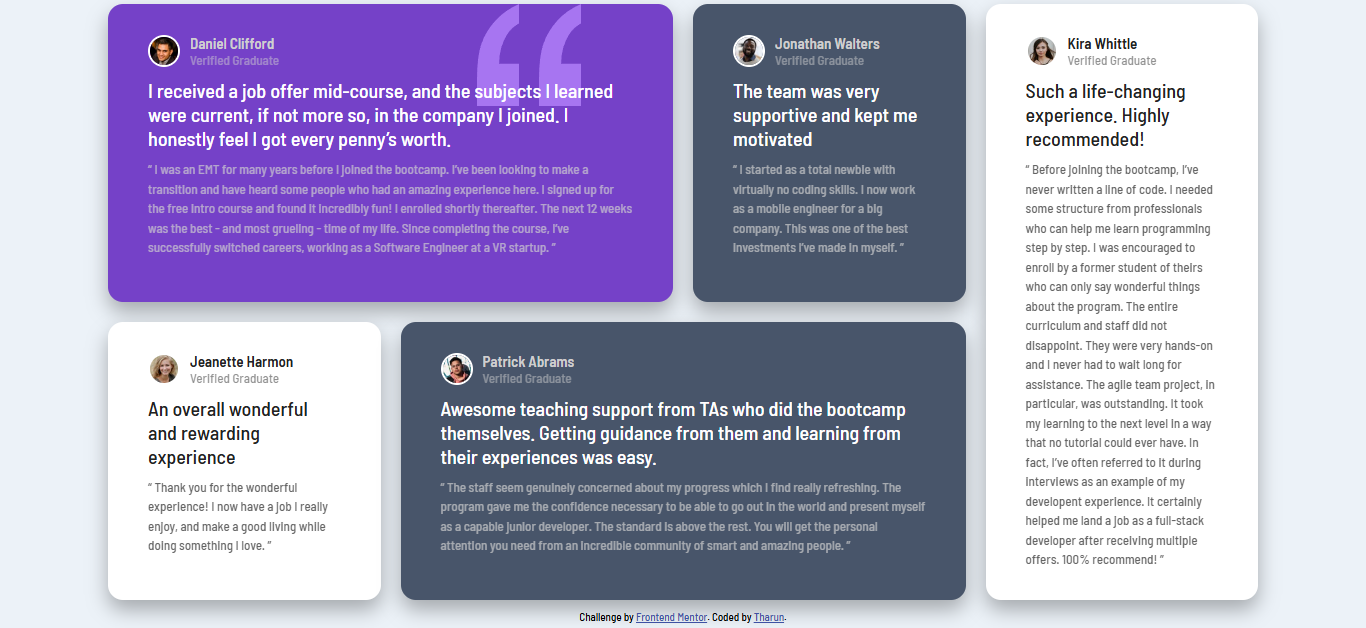 Daniel Clifford
Verified Graduate
I received a job offer mid-course, and the subjects I learned
were current, if not more so, in the company I joined. I
honestly feel I got every penny’s worth.
“ I was an EMT for many years before I joined the bootcamp. I’ve been looking to make a
transition and have heard some people who had an amazing experience here. I signed up for
the free intro course and found it incredibly fun! I enrolled shortly thereafter. The next 12 weeks
was the best - and most grueling - time of my life. Since completing the course, I’ve
successfully switched careers, working as a Software Engineer at a VR startup. ”
Jonathan Walters
Verified Graduate
The team was very
supportive and kept me
motivated
“ I started as a total newbie with
virtually no coding skills. I now work
as a mobile engineer for a big
company. This was one of the best
investments I’ve made in myself. ”
Kira Whittle
Verified Graduate
Such a life-changing
experience. Highly
recommended!
“ Before joining the bootcamp, I’ve
never written a line of code. I needed
some structure from professionals
who can help me learn programming
step by step. I was encouraged to
enroll by a former student of theirs
who can only say wonderful things
about the program. The entire
curriculum and staff did not
disappoint. They were very hands-on
and I never had to wait long for
assistance. The agile team project, in
particular, was outstanding. It took
my learning to the next level in a way
that no tutorial could ever have. In
fact, I’ve often referred to it during
interviews as an example of my
developent experience. It certainly
helped me land a job as a full-stack
developer after receiving multiple
offers. 100% recommend! ”
Jeanette Harmon
Verified Graduate
An overall wonderful
and rewarding
experience
“ Thank you for the wonderful
experience! I now have a job I really
enjoy, and make a good living while
doing something I love. ”
Patrick Abrams
Verified Graduate
Awesome teaching support from TAs who did the bootcamp
themselves. Getting guidance from them and learning from
their experiences was easy.
“ The staff seem genuinely concerned about my progress which I find really refreshing. The
program gave me the confidence necessary to be able to go out in the world and present myself
as a capable junior developer. The standard is above the rest. You will get the personal
attention you need from an incredible community of smart and amazing people. ”
Challenge by Frontend Mentor. Coded by Tharun.